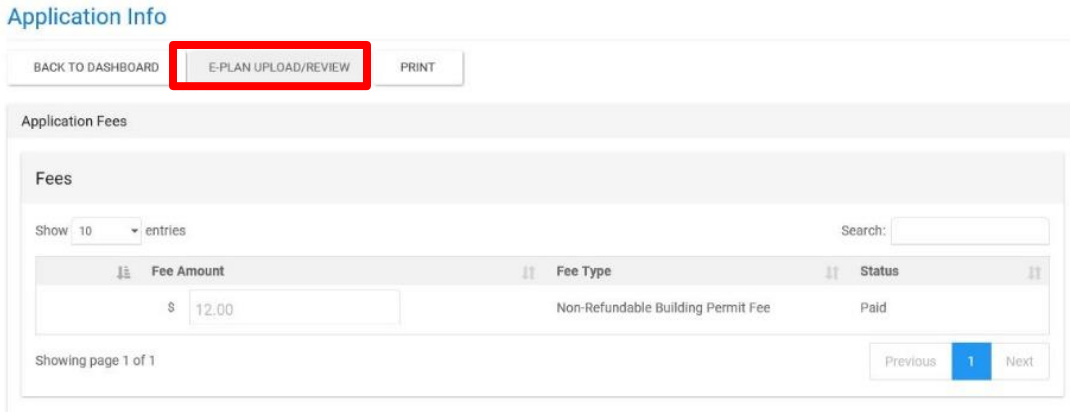 Application Info
BACK TO DASHBOARD E-PLAN UPLOAD/REVIEW PRINT
Application Fees
Fees
Show 10 entries Search:
Fee Amount Fee Type Status
$ 12.00 Non-Refundable Building Permit Fee Paid
Showing page 1 of 1 Previous 1 Next